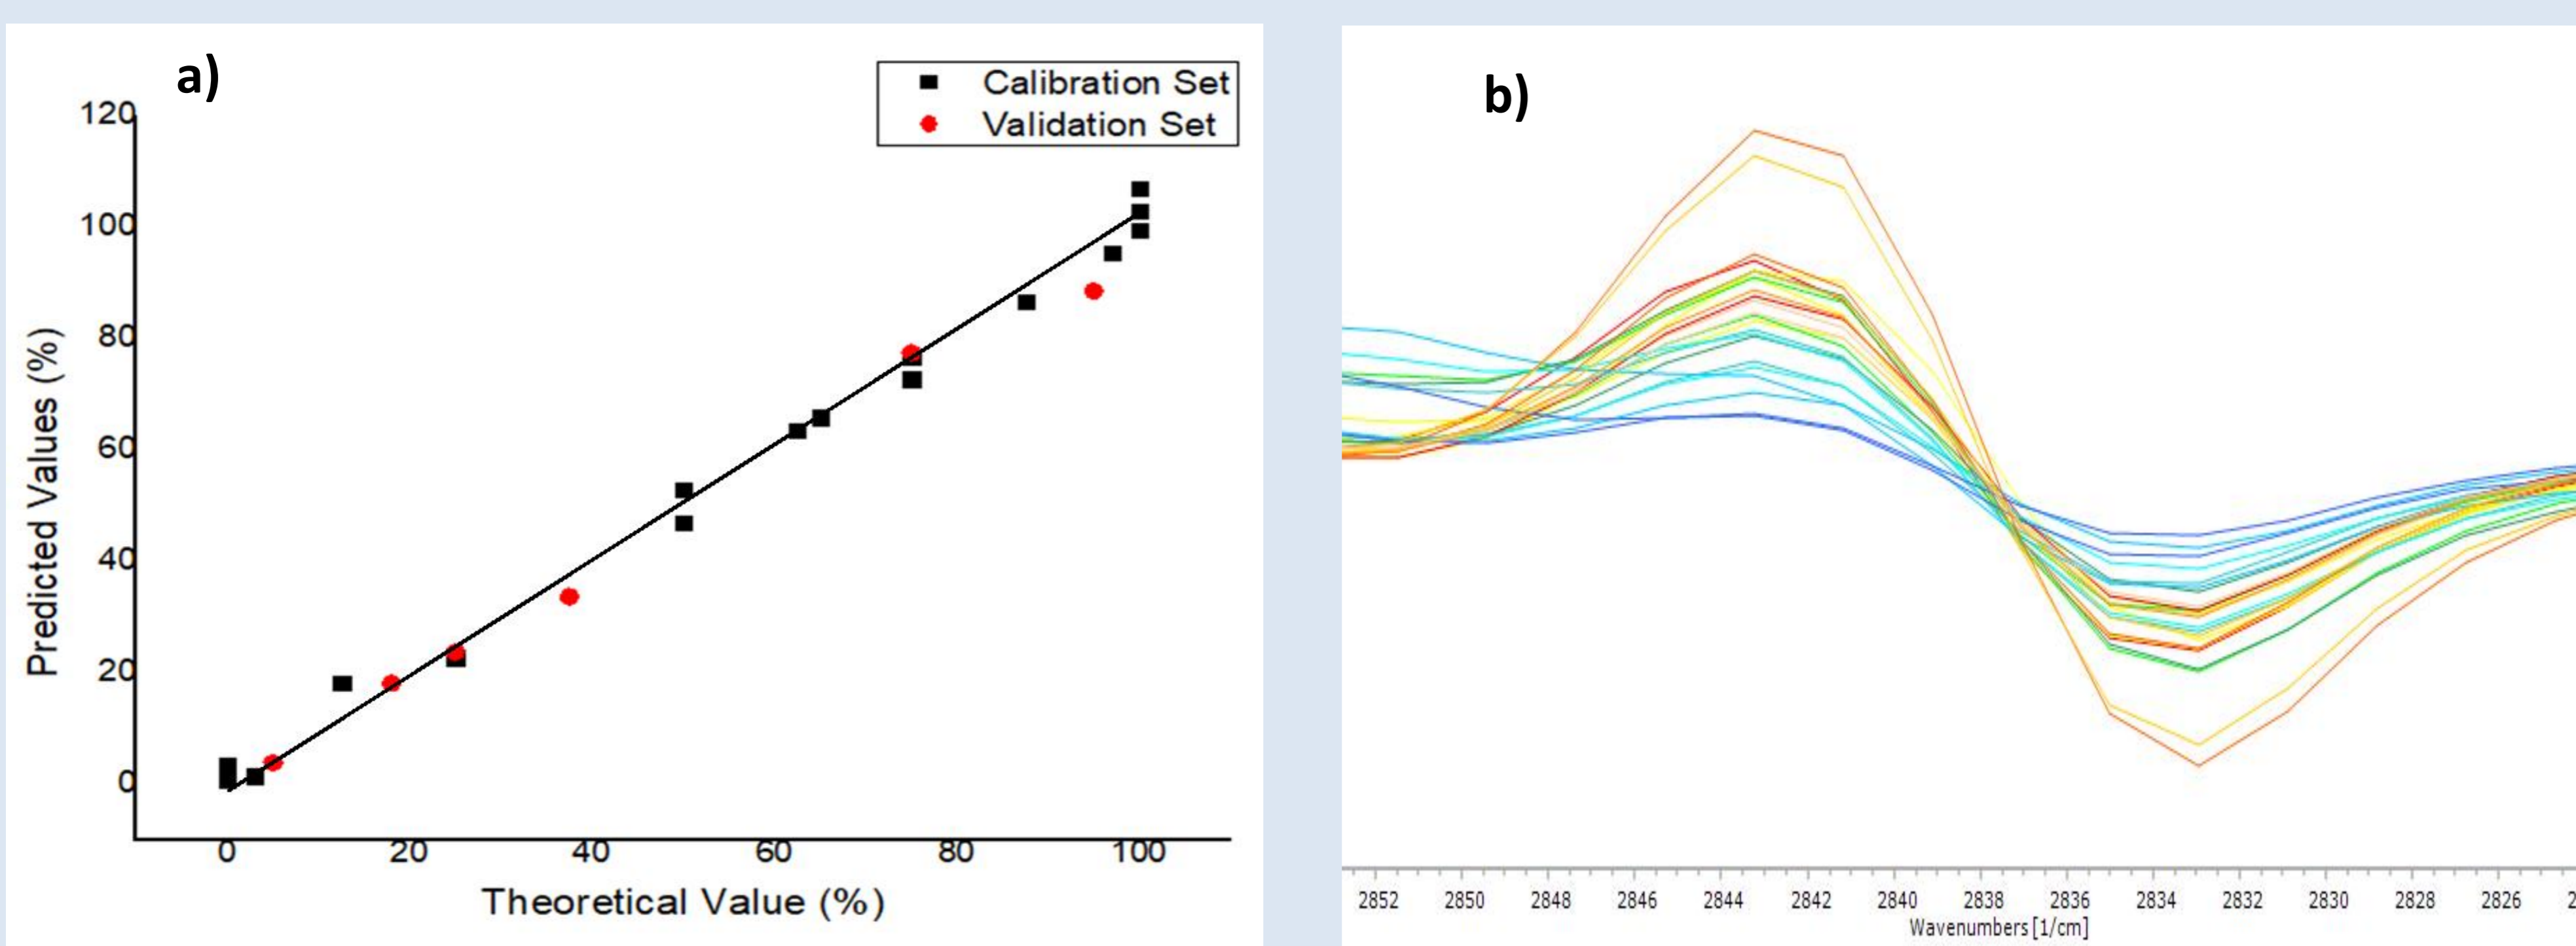 a)
Calibration Set
Validation Set
120
100
80
60
40
20
0
Predicted Values (%)
0 20 40 60 80 100
Theoretical Value (%)
b)
2852 2850 2848 2846 2844 2842 2840 2838 2836 2834 2832 2830 2828 2826 2
Wavenumbers [1/cm]